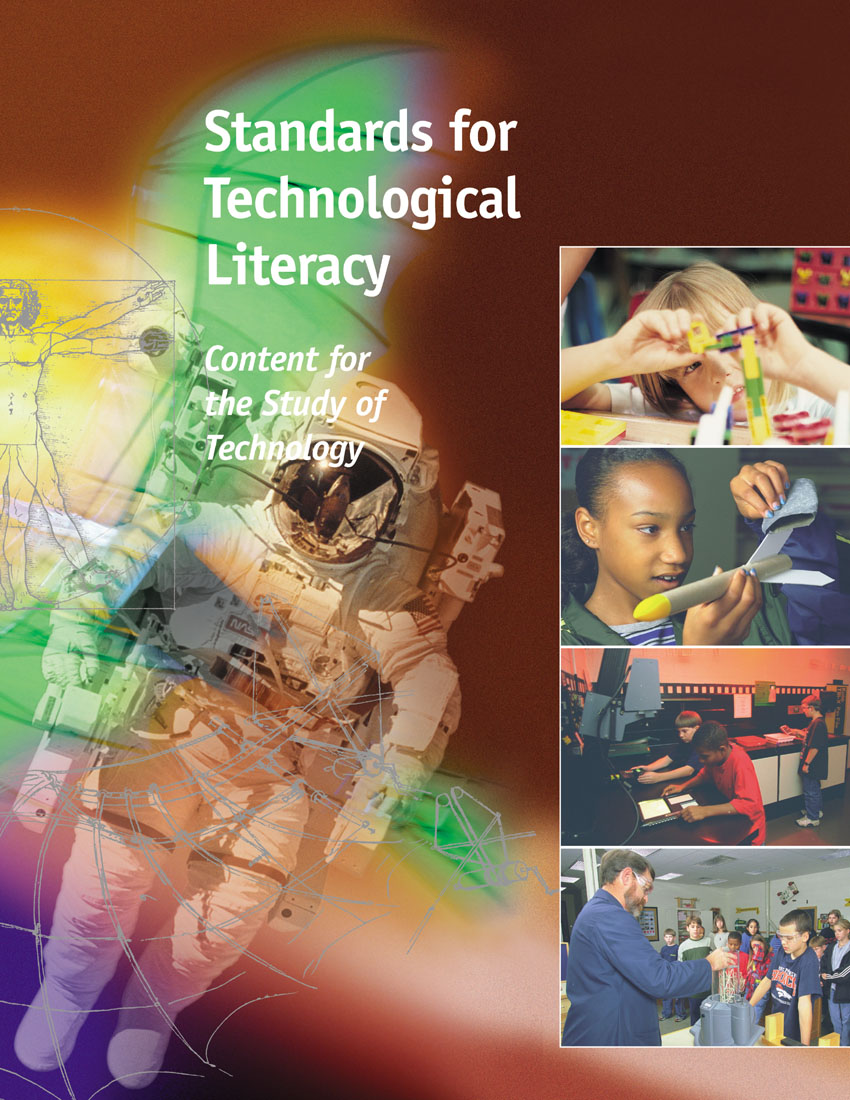 Standards for
Technological
Literacy
Content for
the Study of
Technology